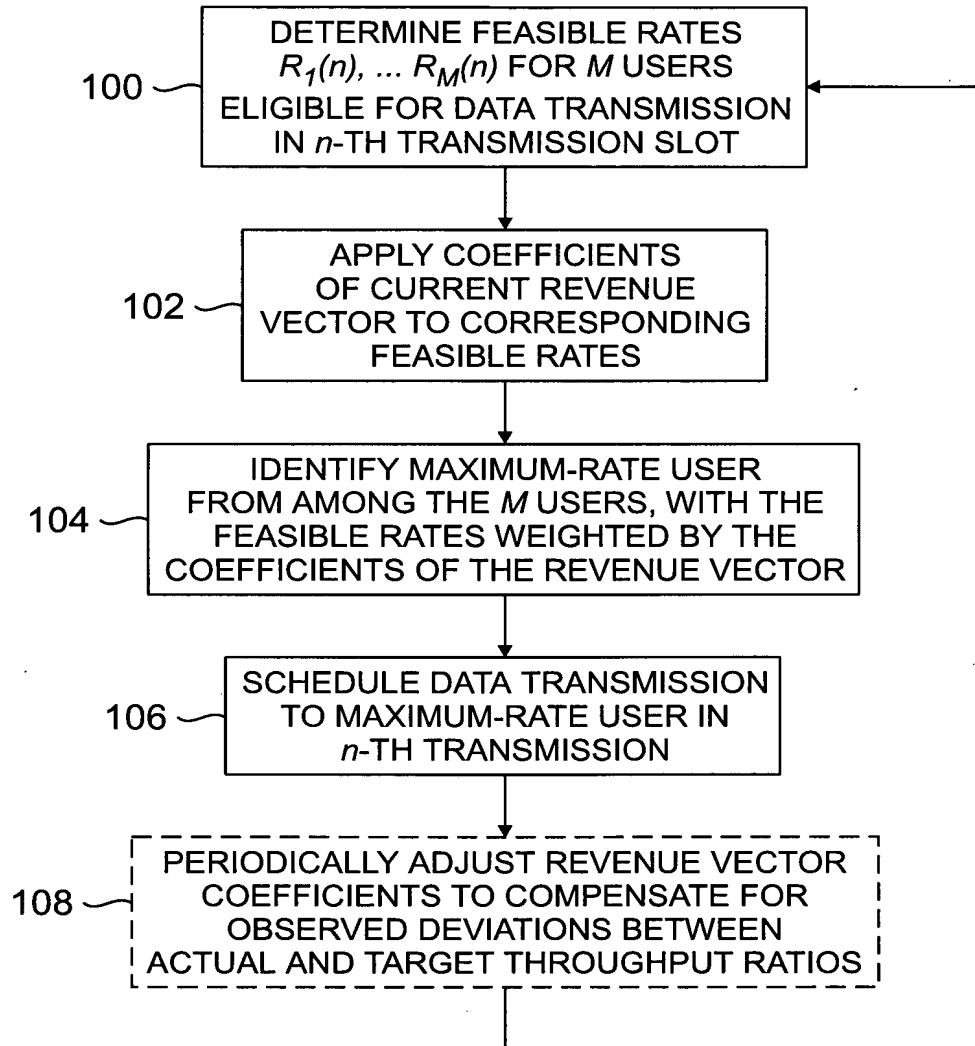 DETERMINE FEASIBLE RATES
R1(n), ... RM(n) FOR M USERS
ELIGIBLE FOR DATA TRANSMISSION
IN n-TH TRANSMISSION SLOT
100
APPLY COEFFICIENTS
OF CURRENT REVENUE
VECTOR TO CORRESPONDING
FEASIBLE RATES
102
IDENTIFY MAXIMUM-RATE USER
FROM AMONG THE M USERS, WITH THE
FEASIBLE RATES WEIGHTED BY THE
COEFFICIENTS OF THE REVENUE VECTOR
104
SCHEDULE DATA TRANSMISSION
TO MAXIMUM-RATE USER IN
n-TH TRANSMISSION
106
PERIODICALLY ADJUST REVENUE VECTOR
COEFFICIENTS TO COMPENSATE FOR
OBSERVED DEVIATIONS BETWEEN
ACTUAL AND TARGET THROUGHPUT RATIOS
108